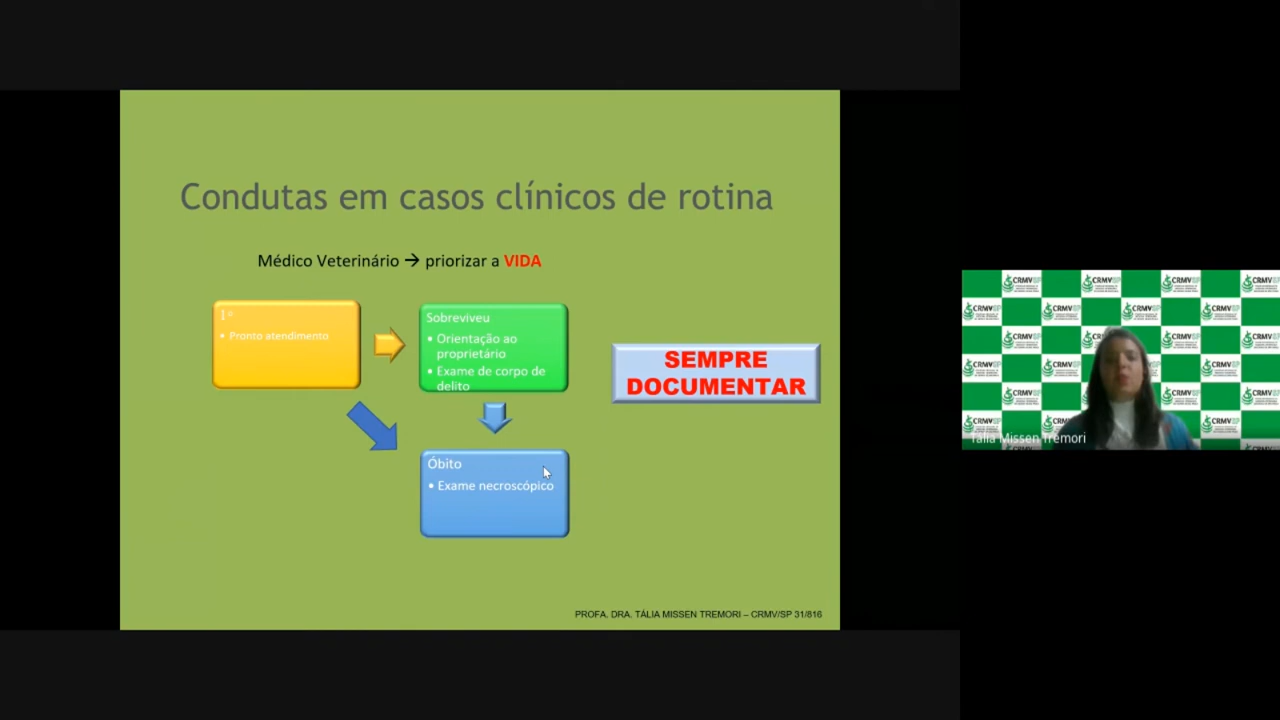 Condutas em casos clínicos de rotina
Médico Veterinário → priorizar a VIDA
1º
• Pronto atendimento
Sobreviveu
• Orientação ao
proprietário
• Exame de corpo de
delito
SEMPRE
DOCUMENTAR
Óbito
• Exame necroscópico
PROFA. DRA. TÁLIA MISSEN TREMORI – CRMV/SP 31/816
CRMVSP
Tália Missen Tremori